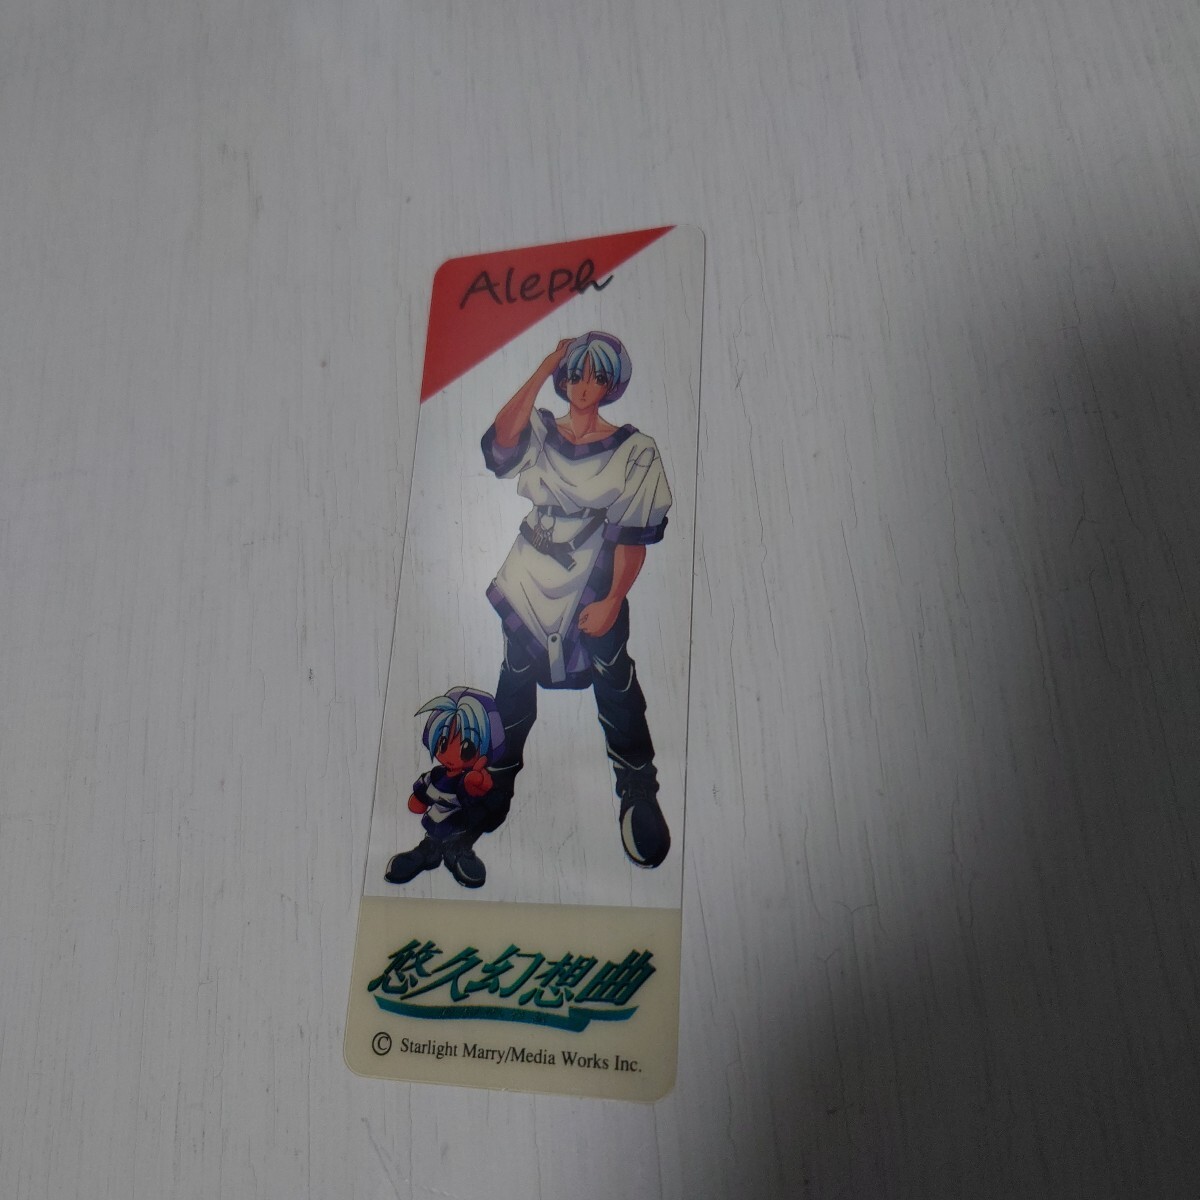 Aleph
悠久幻想曲
© Starlight Marry/Media Works Inc.